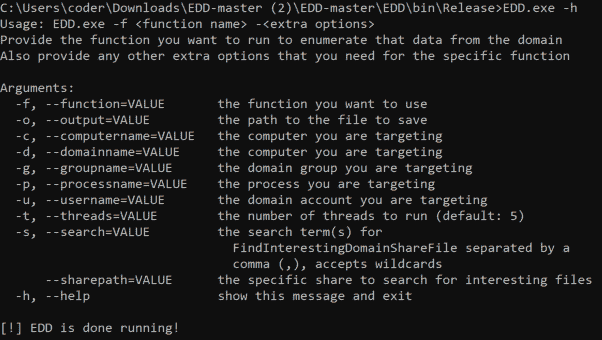 C:\Users\coder\Downloads\EDD-master (2)\EDD-master\EDD\bin\Release>EDD.exe -h
Usage: EDD.exe -f <function name> -<extra options>
Provide the function you want to run to enumerate that data from the domain
Also provide any other extra options that you need for the specific function

Arguments:
  -f, --function=VALUE       the function you want to use
  -o, --output=VALUE         the path to the file to save
  -c, --computername=VALUE   the computer you are targeting
  -d, --domainname=VALUE     the computer you are targeting
  -g, --groupname=VALUE      the domain group you are targeting
  -p, --processname=VALUE    the process you are targeting
  -u, --username=VALUE       the domain account you are targeting
  -t, --threads=VALUE        the number of threads to run (default: 5)
  -s, --search=VALUE         the search term(s) for
                               FindInterestingDomainShareFile separated by a
                               comma (,), accepts wildcards
      --sharepath=VALUE      the specific share to search for interesting files
  -h, --help                 show this message and exit

[!] EDD is done running!